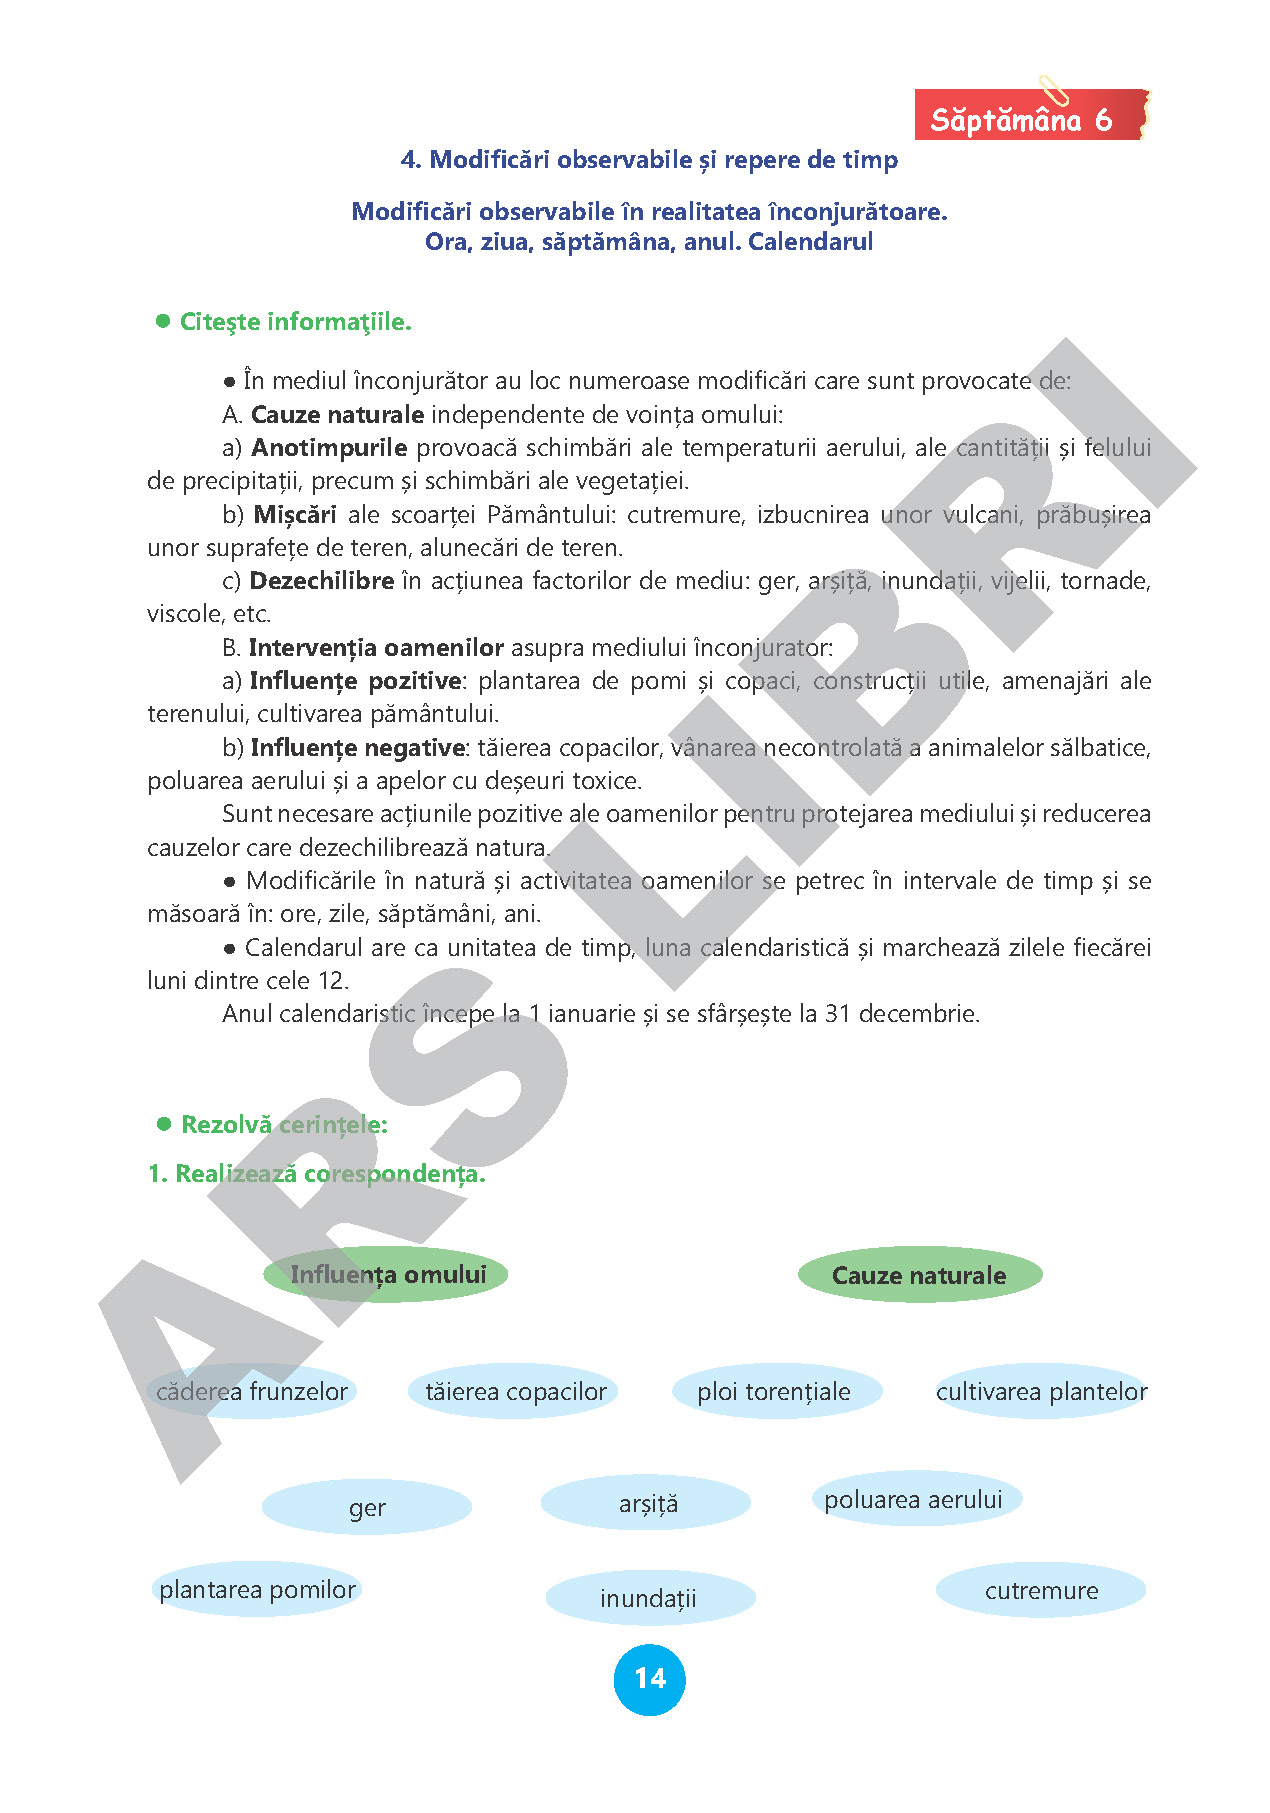 Săptămâna 6
4. Modificări observabile și repere de timp
Modificări observabile în realitatea înconjurătoare.
Ora, ziua, săptămâna, anul. Calendarul
● Citeşte informaţiile.
● În mediul înconjurător au loc numeroase modificări care sunt provocate de:
A. Cauze naturale independente de voința omului:
a) Anotimpurile provoacă schimbări ale temperaturii aerului, ale cantității și felului
de precipitații, precum și schimbări ale vegetației.
b) Mișcări ale scoarței Pământului: cutremure, izbucnirea unor vulcani, prăbușirea
unor suprafețe de teren, alunecări de teren.
c) Dezechilibre în acțiunea factorilor de mediu: ger, arșiță, inundații, vijelii, tornade,
viscole, etc.
B. Intervenția oamenilor asupra mediului înconjurator:
a) Influențe pozitive: plantarea de pomi și copaci, construcții utile, amenajări ale
terenului, cultivarea pământului.
b) Influențe negative: tăierea copacilor, vânarea necontrolată a animalelor sălbatice,
poluarea aerului și a apelor cu deșeuri toxice.
Sunt necesare acțiunile pozitive ale oamenilor pentru protejarea mediului și reducerea
cauzelor care dezechilibrează natura.
● Modificările în natură și activitatea oamenilor se petrec în intervale de timp și se
măsoară în: ore, zile, săptămâni, ani.
● Calendarul are ca unitatea de timp, luna calendaristică și marchează zilele fiecărei
luni dintre cele 12.
Anul calendaristic începe la 1 ianuarie și se sfârșește la 31 decembrie.
● Rezolvă cerințele:
1. Realizează corespondența.
Influența omului
Cauze naturale
căderea frunzelor
tăierea copacilor
ploi torențiale
cultivarea plantelor
ger
arșiță
poluarea aerului
plantarea pomilor
inundații
cutremure
14
ARS LIBRI